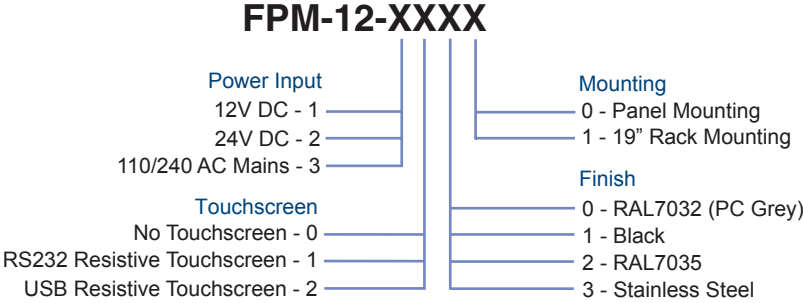 FPM-12-XXXX
Power Input
12V DC - 1
24V DC - 2
110/240 AC Mains - 3
Touchscreen
No Touchscreen - 0
RS232 Resistive Touchscreen - 1
USB Resistive Touchscreen - 2
Mounting
0 - Panel Mounting
1 - 19” Rack Mounting
Finish
0 - RAL7032 (PC Grey)
1 - Black
2 - RAL7035
3 - Stainless Steel